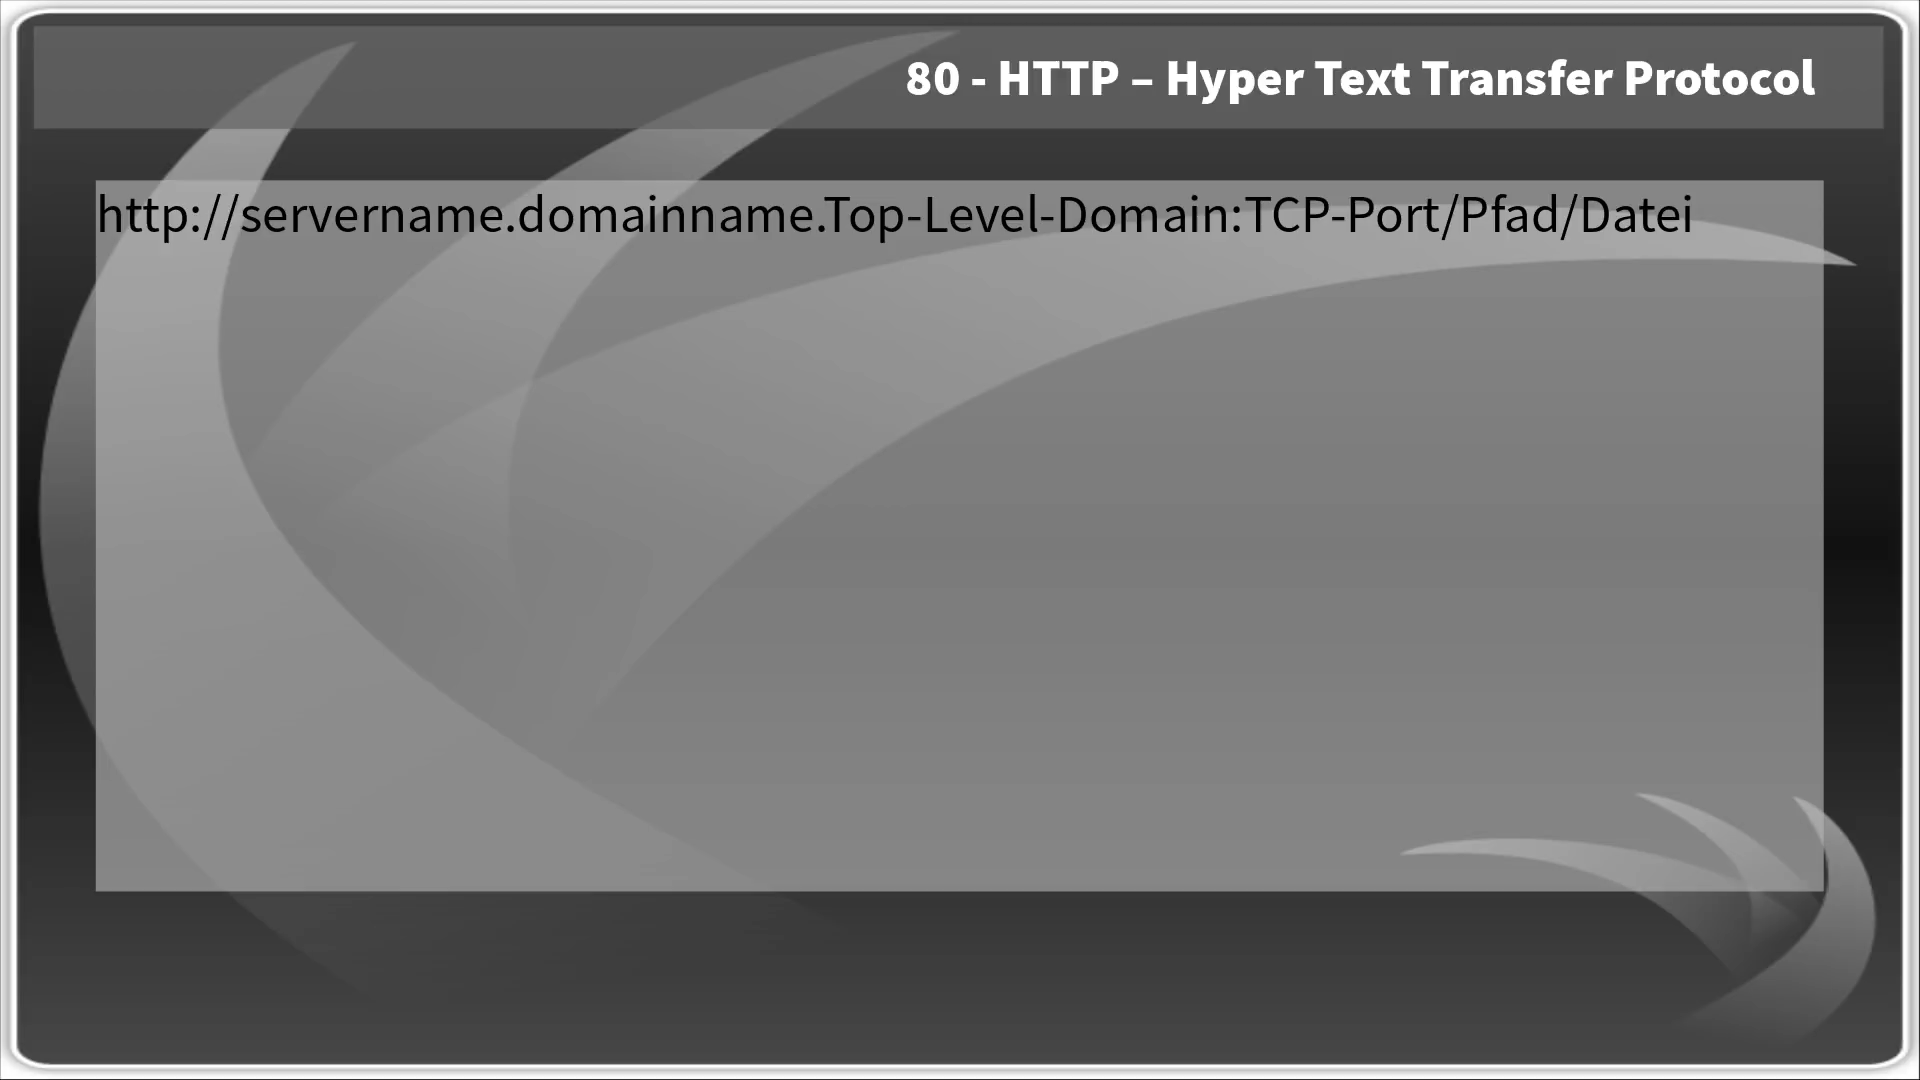 80 - HTTP – Hyper Text Transfer Protocol
http://servername.domainname.Top-Level-Domain:TCP-Port/Pfad/Datei